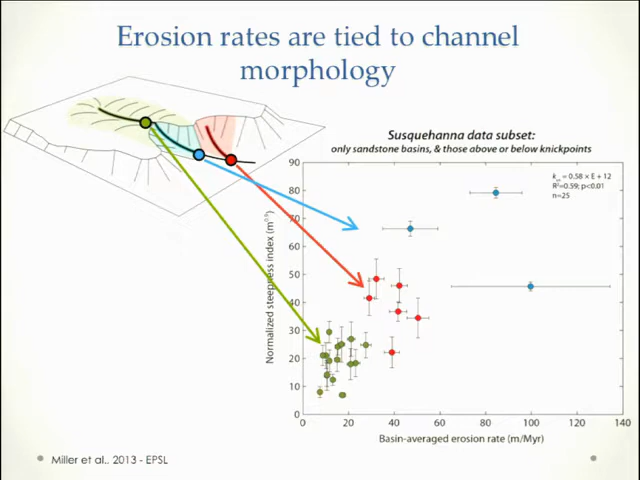 Erosion rates are tied to channel
morphology
Susquehanna data subset:
only sandstone basins, & those above or below knickpoints
90
80
70
60
50
40
30
20
10
0
Normalized steepness index (m⁰·⁹)
kₛₙ = 0.58 × E + 12
R²=0.59; p<0.01
n=25
0 20 40 60 80 100 120 140
Basin-averaged erosion rate (m/Myr)
Miller et al., 2013 - EPSL